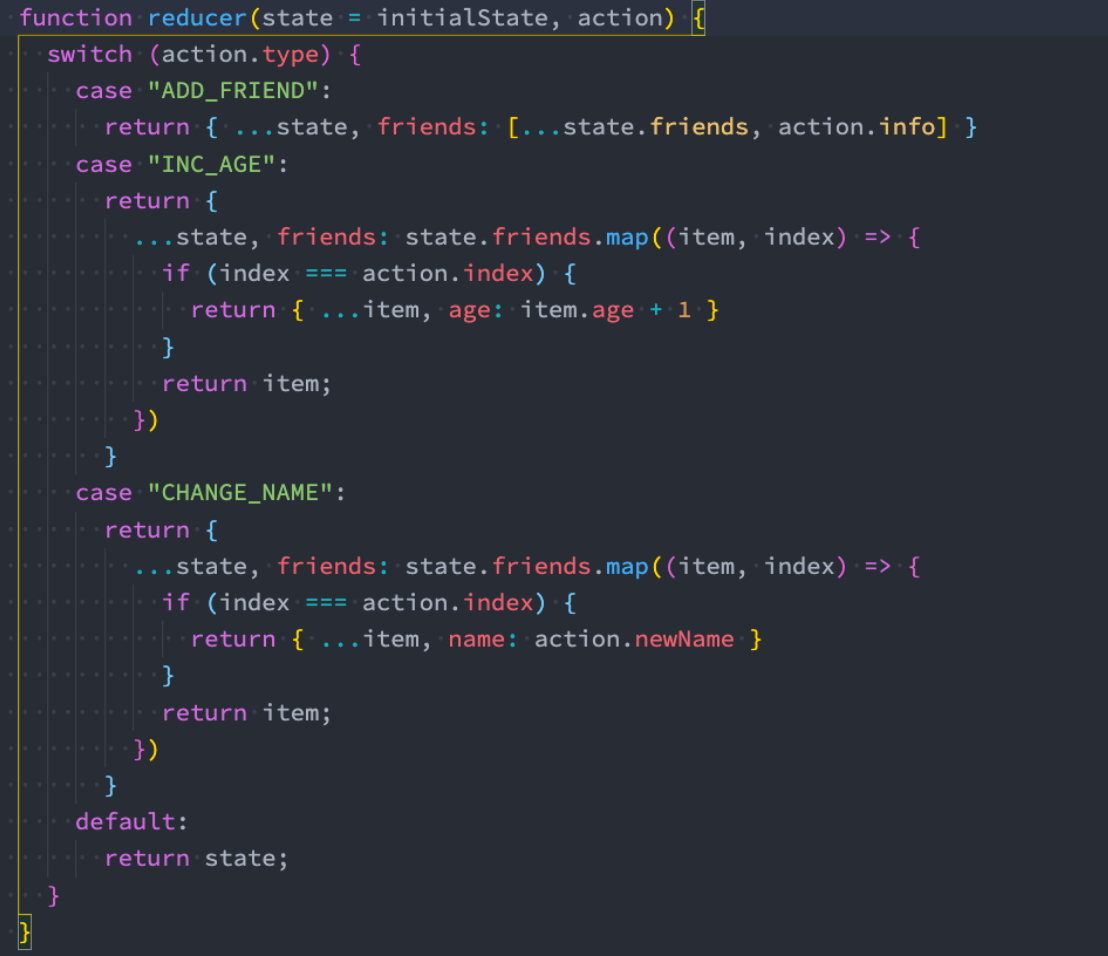 function reducer(state = initialState, action) {
  switch (action.type) {
    case "ADD_FRIEND":
      return { ...state, friends: [...state.friends, action.info] }
    case "INC_AGE":
      return {
        ...state, friends: state.friends.map((item, index) => {
          if (index === action.index) {
            return { ...item, age: item.age + 1 }
          }
          return item;
        })
      }
    case "CHANGE_NAME":
      return {
        ...state, friends: state.friends.map((item, index) => {
          if (index === action.index) {
            return { ...item, name: action.newName }
          }
          return item;
        })
      }
    default:
      return state;
  }
}